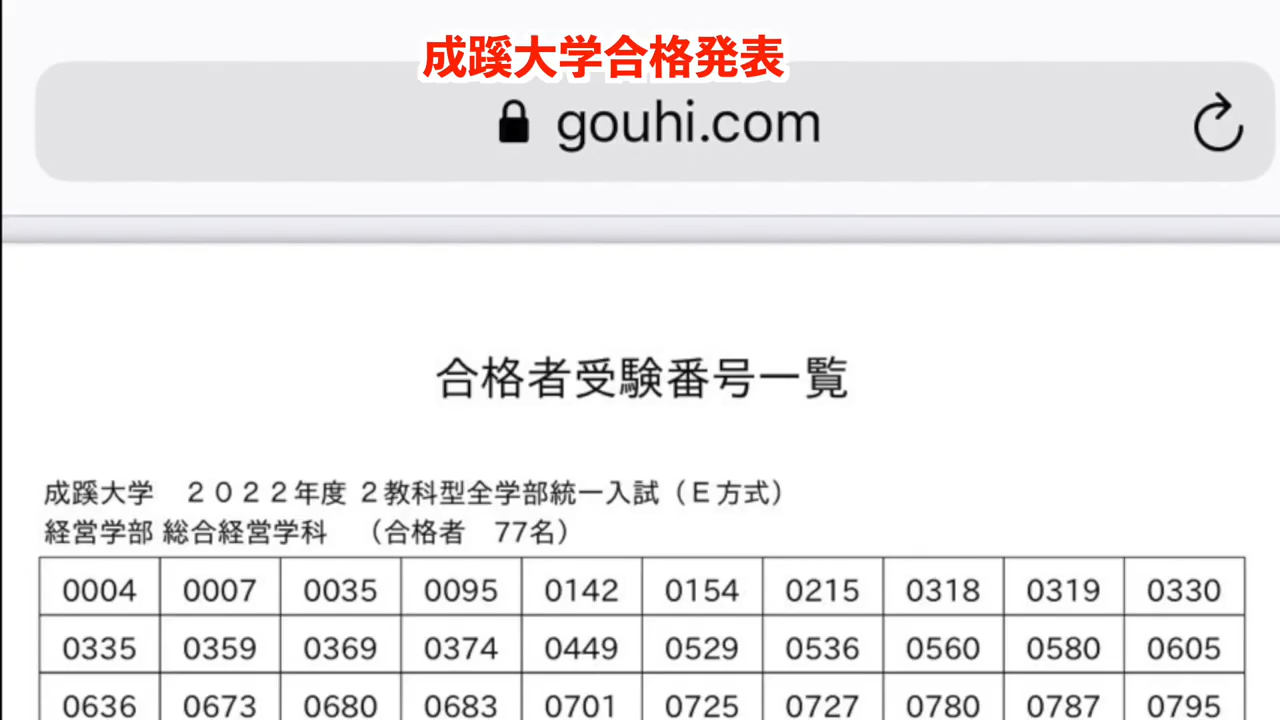 成蹊大学合格発表
gouhi.com
合格者受験番号一覧
成蹊大学　２０２２年度 ２教科型全学部統一入試（Ｅ方式）
経営学部 総合経営学科　（合格者　77名）
0004 0007 0035 0095 0142 0154 0215 0318 0319 0330
0335 0359 0369 0374 0449 0529 0536 0560 0580 0605
0636 0673 0680 0683 0701 0725 0727 0780 0787 0795